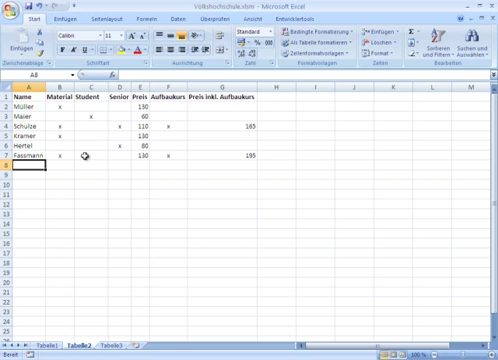 Volkshochschule.xlsm - Microsoft Excel
Start Einfügen Seitenlayout Formeln Daten Überprüfen Ansicht Entwicklertools
Einfügen Calibri 11 Standard Bedingte Formatierung Einfügen
F K U Als Tabelle formatieren Löschen Sortieren und Filtern Suchen und Auswählen
Zellenformatvorlagen Format
Zwischenablage Schriftart Ausrichtung Zahl Formatvorlagen Zellen Bearbeiten
A8
A B C D E F G H I J K L M
1 Name Material Student Senior Preis Aufbaukurs Preis inkl. Aufbaukurs
2 Müller x 130
3 Maier x 60
4 Schulze x x 110 x 165
5 Kramer x 130
6 Hertel x 80
7 Fassmann x 130 x 195
8
9
10
11
12
13
14
15
16
17
18
19
20
21
22
23
24
25
26
Tabelle1 Tabelle2 Tabelle3
Bereit 100 %